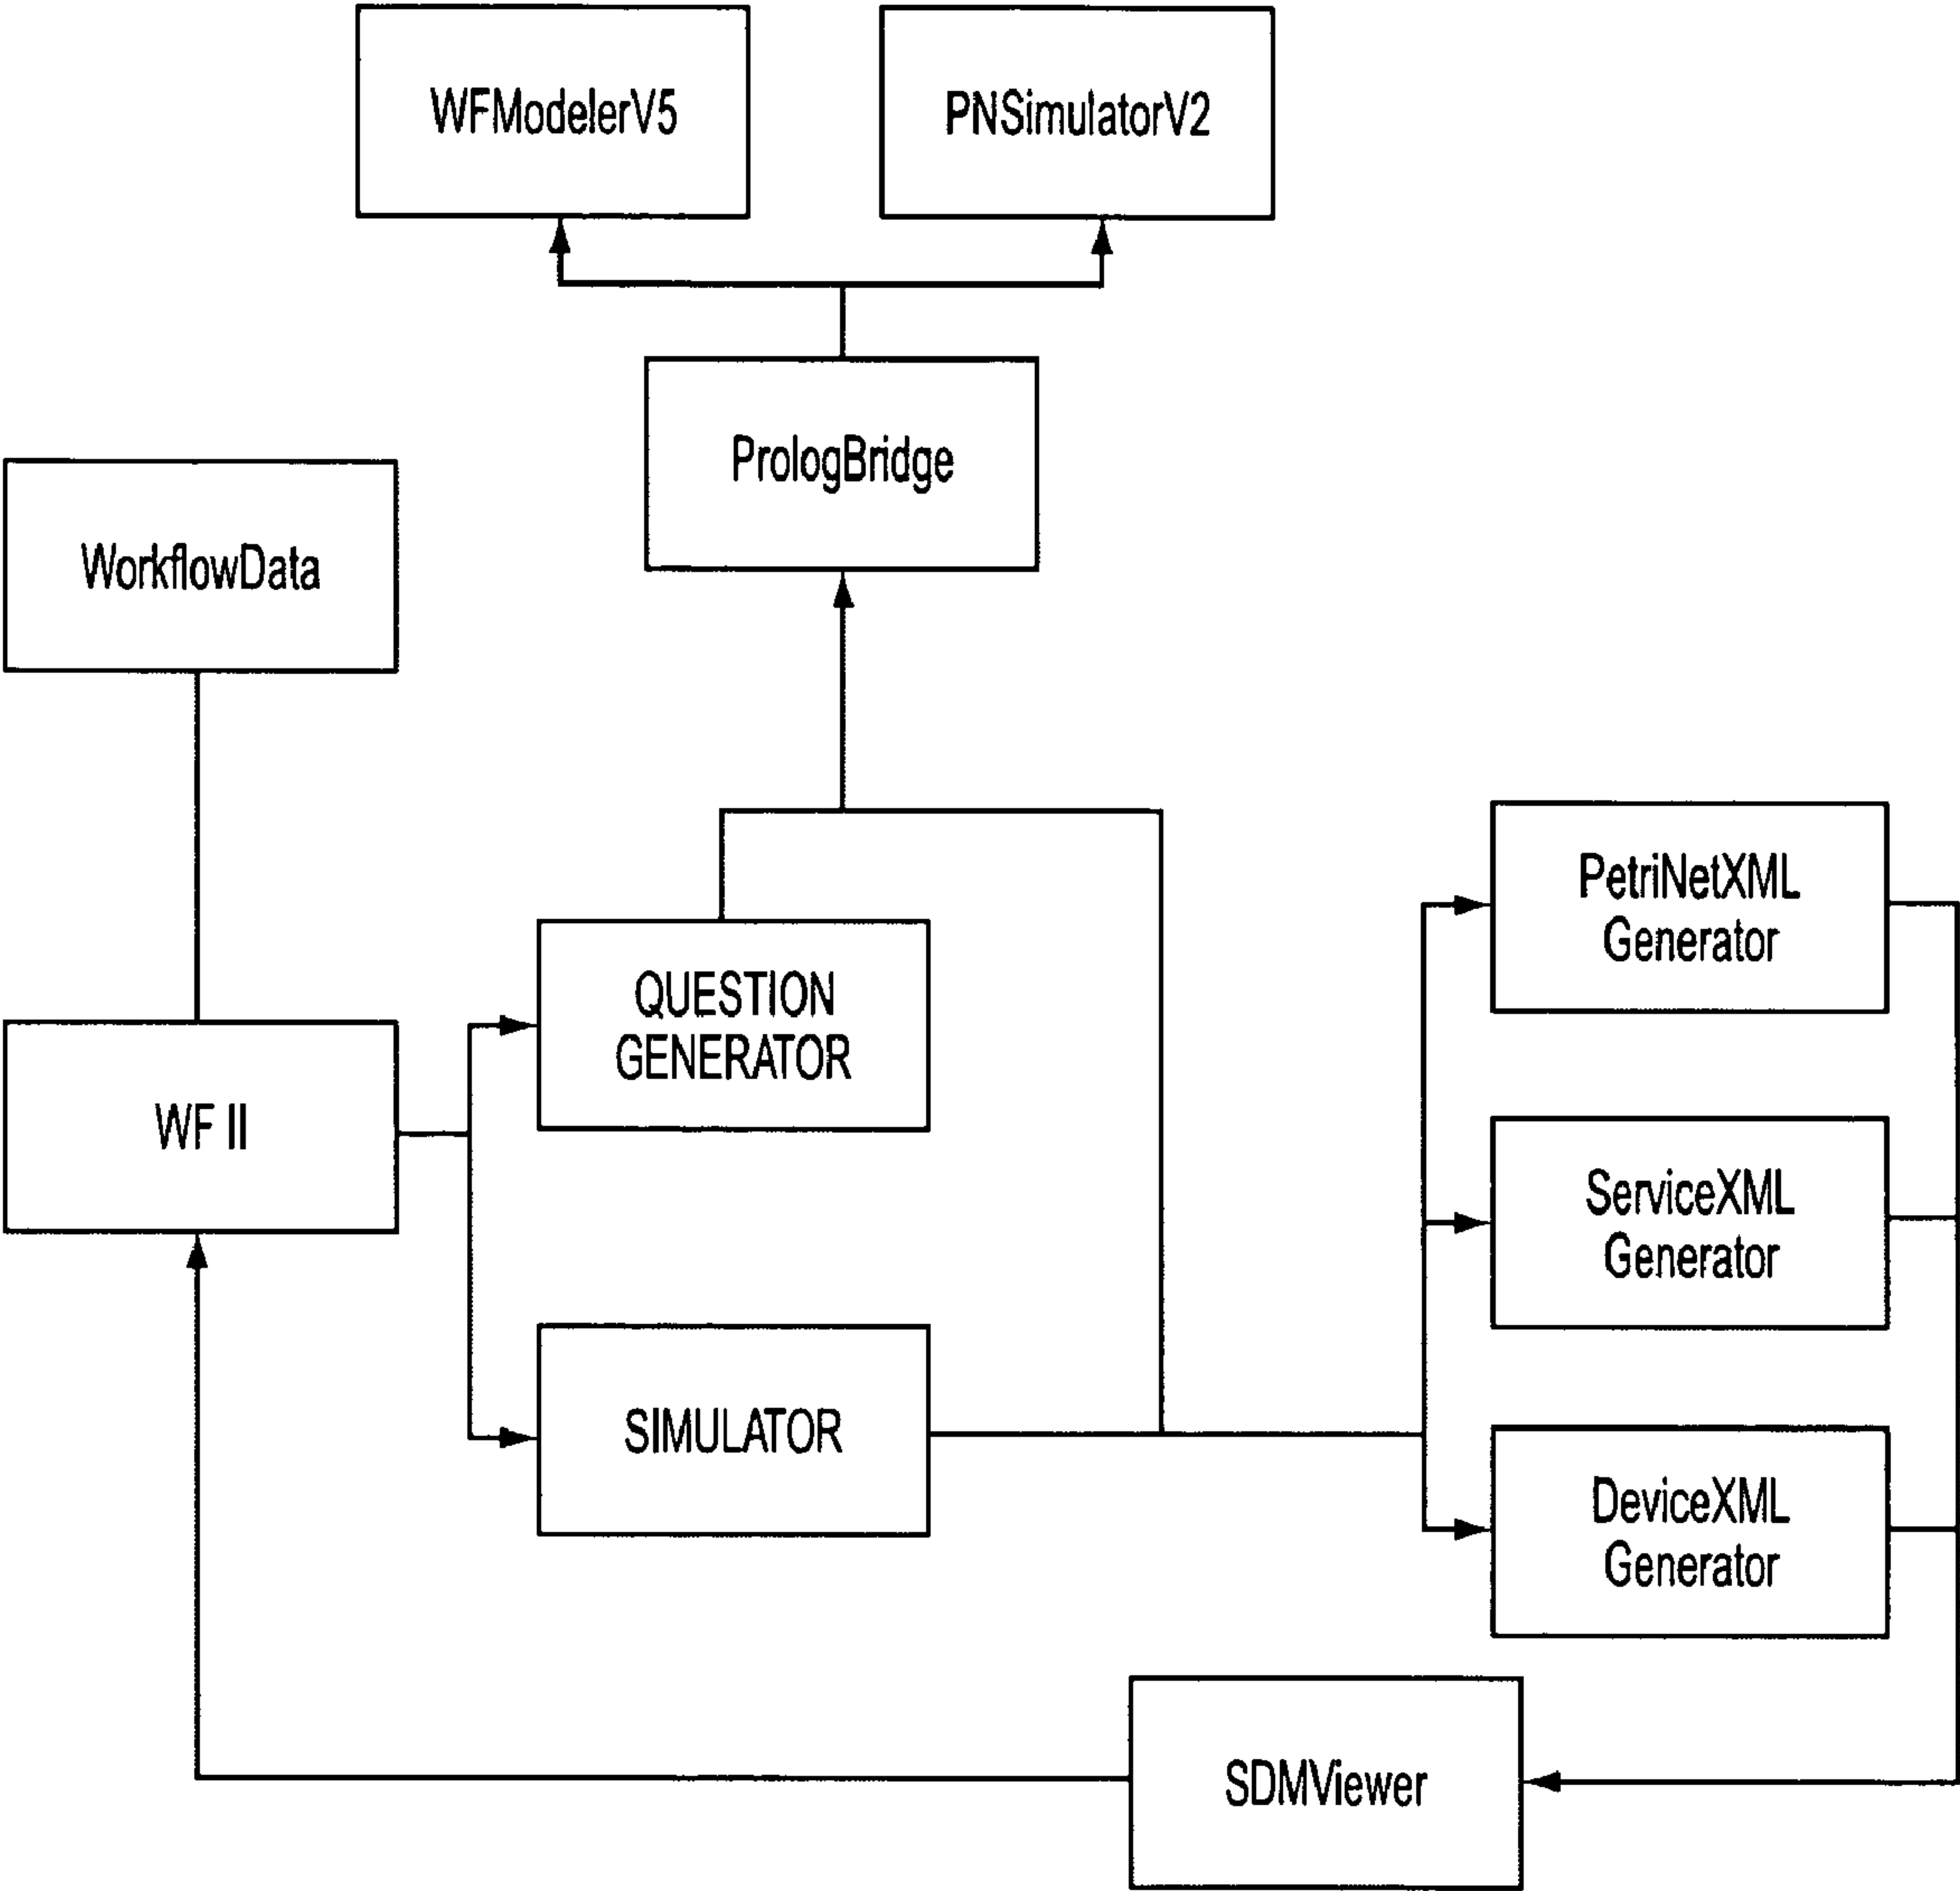 WFModelerV5
PNSimulatorV2
PrologBridge
WorkflowData
PetriNetXML
Generator
QUESTION
GENERATOR
WF II
ServiceXML
Generator
SIMULATOR
DeviceXML
Generator
SDMViewer